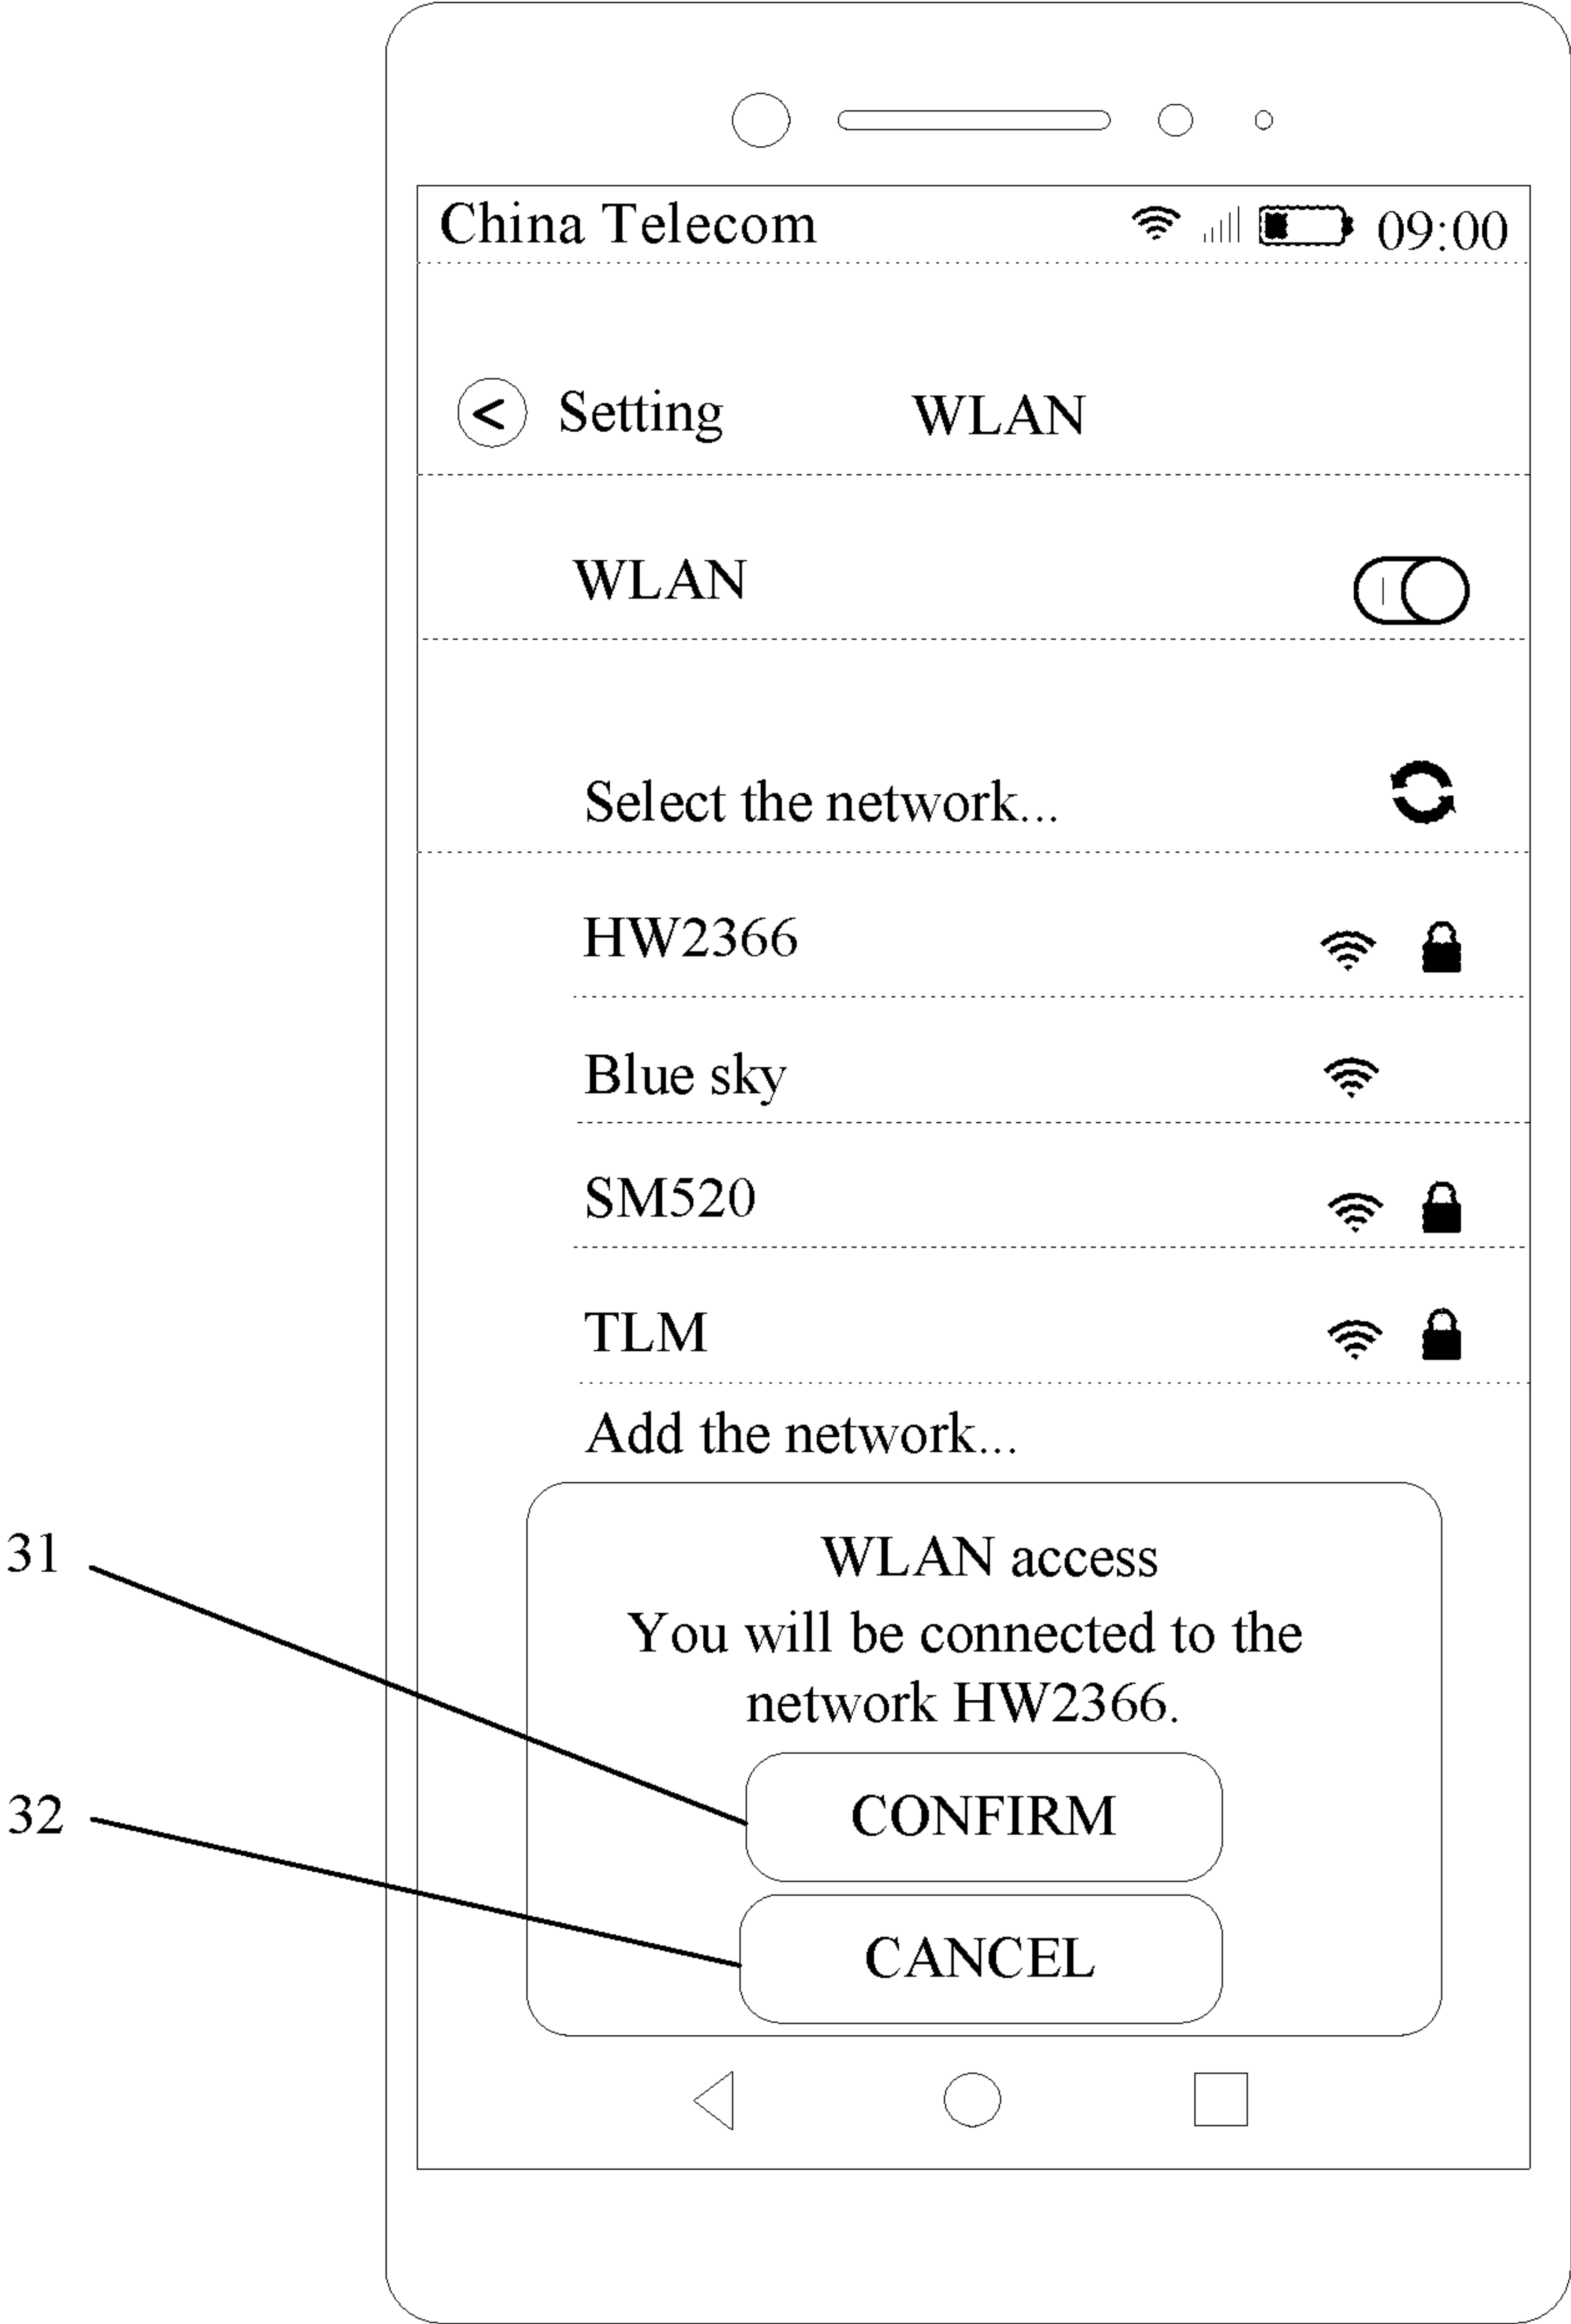 China Telecom 09:00
< Setting WLAN
WLAN
Select the network...
HW2366
Blue sky
SM520
TLM
Add the network...
31
WLAN access
You will be connected to the
network HW2366.
32
CONFIRM
CANCEL